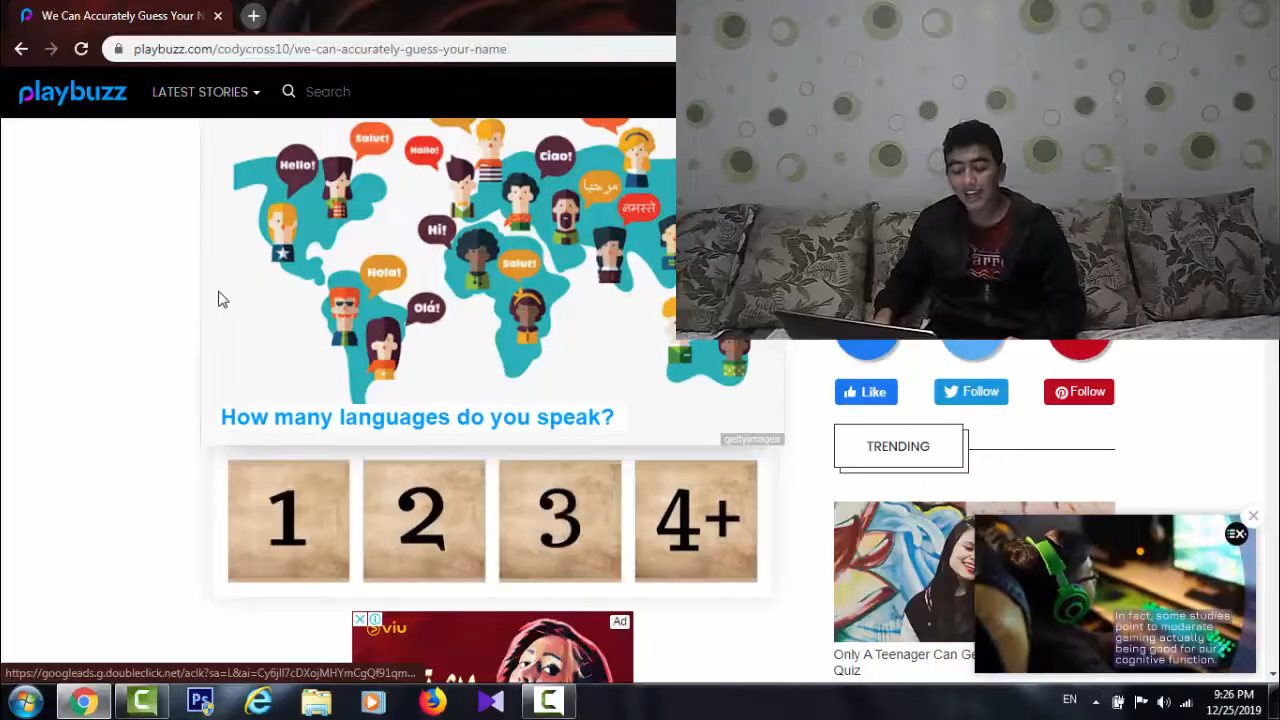 We Can Accurately Guess Your N
playbuzz.com/codycross10/we-can-accurately-guess-your-name
playbuzz
LATEST STORIES
Search
Salut!
Hello!
Hallo!
Ciao!
مرحبا
नमस्ते
Hi!
Salut!
Hola!
Olá!
How many languages do you speak?
gettyimages
1
2
3
4+
Like
Follow
Follow
TRENDING
Only A Teenager Can Ge
Quiz
In fact, some studies
point to moderate
gaming actually
being good for our
cognitive function.
EX
viu
Ad
https://googleads.g.doubleclick.net/aclk?sa=L&ai=Cy6jIl7cDXojMHYmCgQf91qm...
EN
9:26 PM
12/25/2019